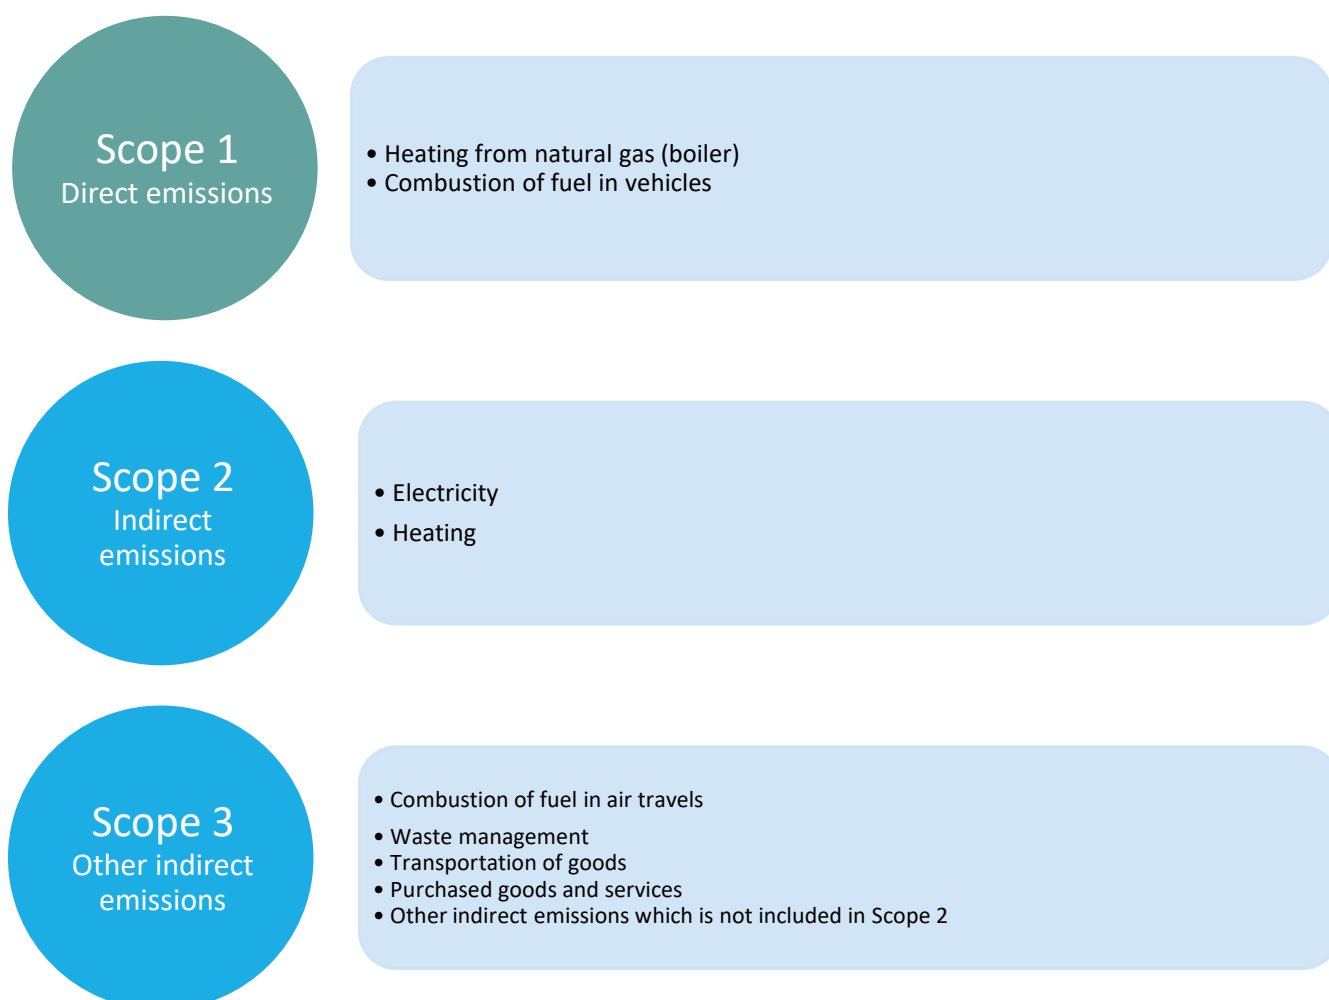 Scope 1
Direct emissions
• Heating from natural gas (boiler)
• Combustion of fuel in vehicles
Scope 2
Indirect
emissions
• Electricity
• Heating
Scope 3
Other indirect
emissions
• Combustion of fuel in air travels
• Waste management
• Transportation of goods
• Purchased goods and services
• Other indirect emissions which is not included in Scope 2